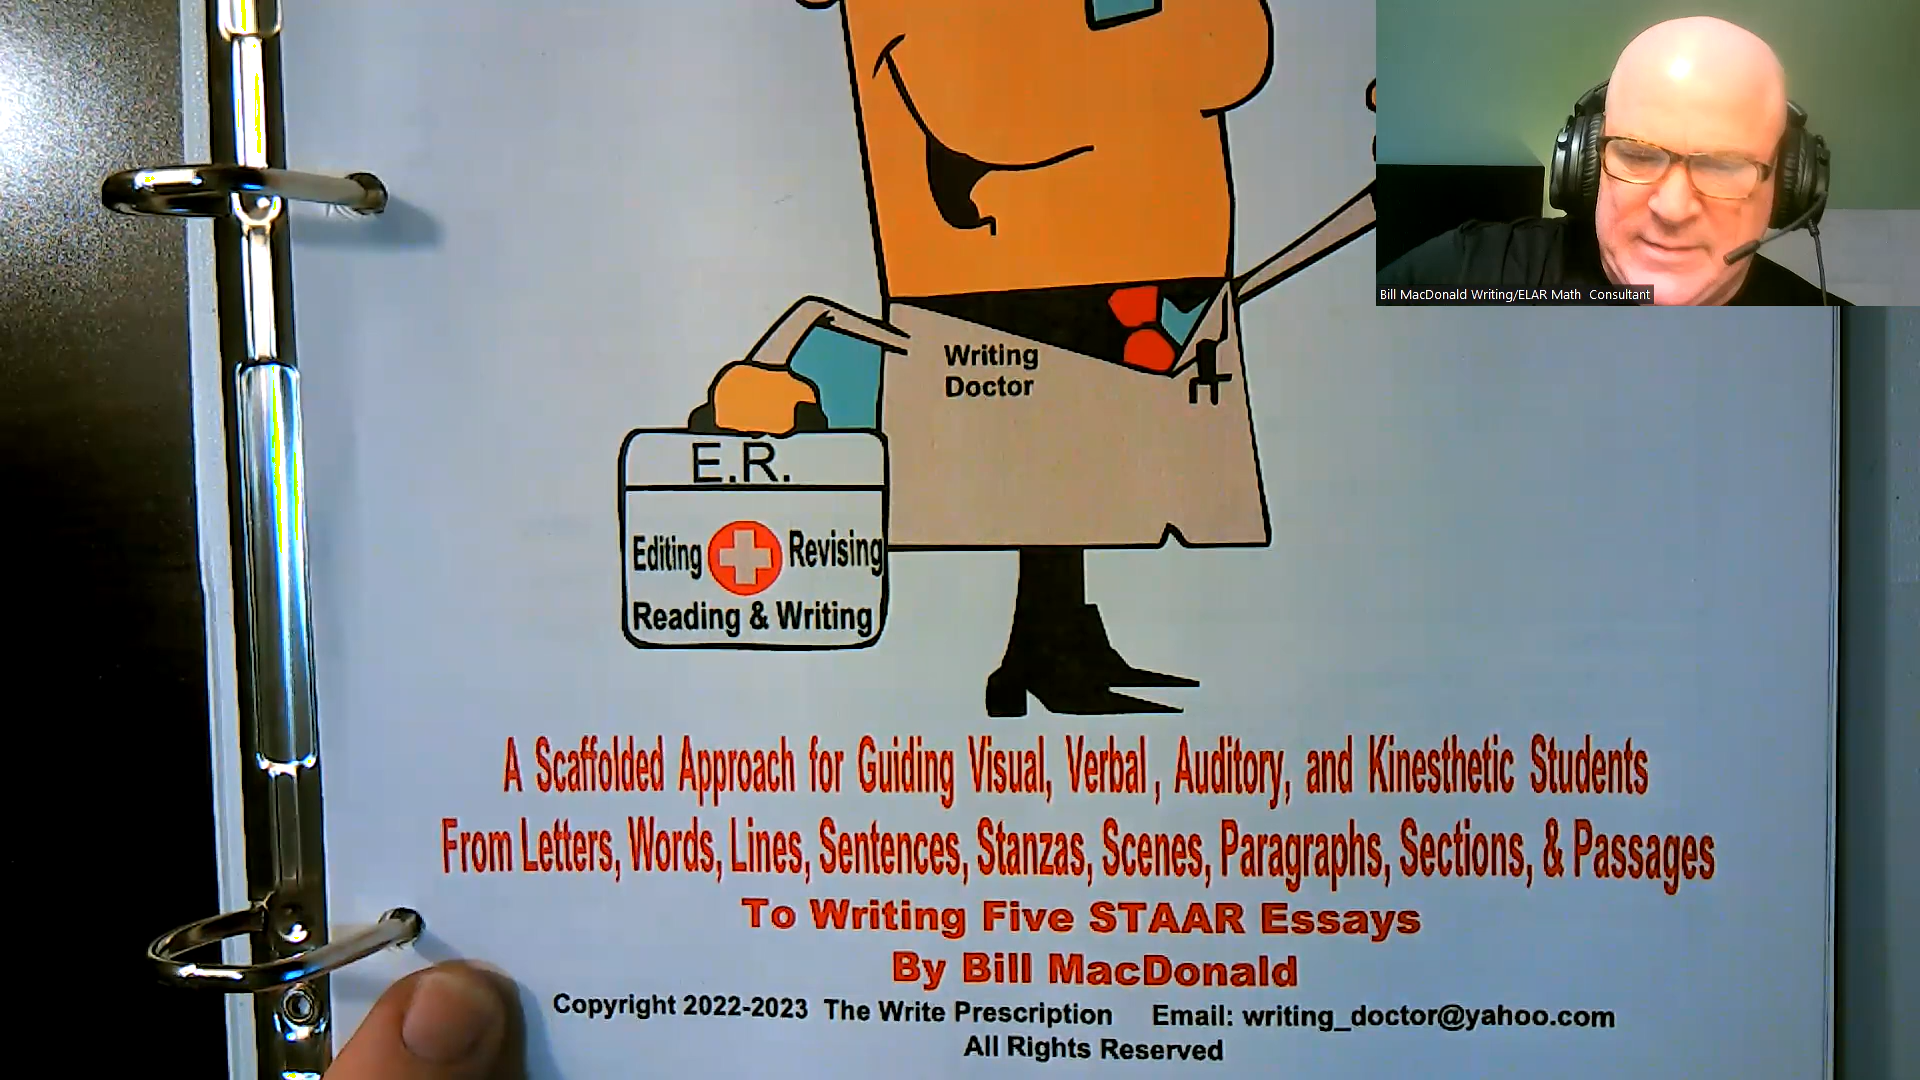 Bill MacDonald Writing/ELAR Math Consultant
Writing
Doctor
E.R.
Editing Revising
Reading & Writing
A Scaffolded Approach for Guiding Visual, Verbal, Auditory, and Kinesthetic Students
From Letters, Words, Lines, Sentences, Stanzas, Scenes, Paragraphs, Sections, & Passages
To Writing Five STAAR Essays
By Bill MacDonald
Copyright 2022-2023 The Write Prescription Email: writing_doctor@yahoo.com
All Rights Reserved